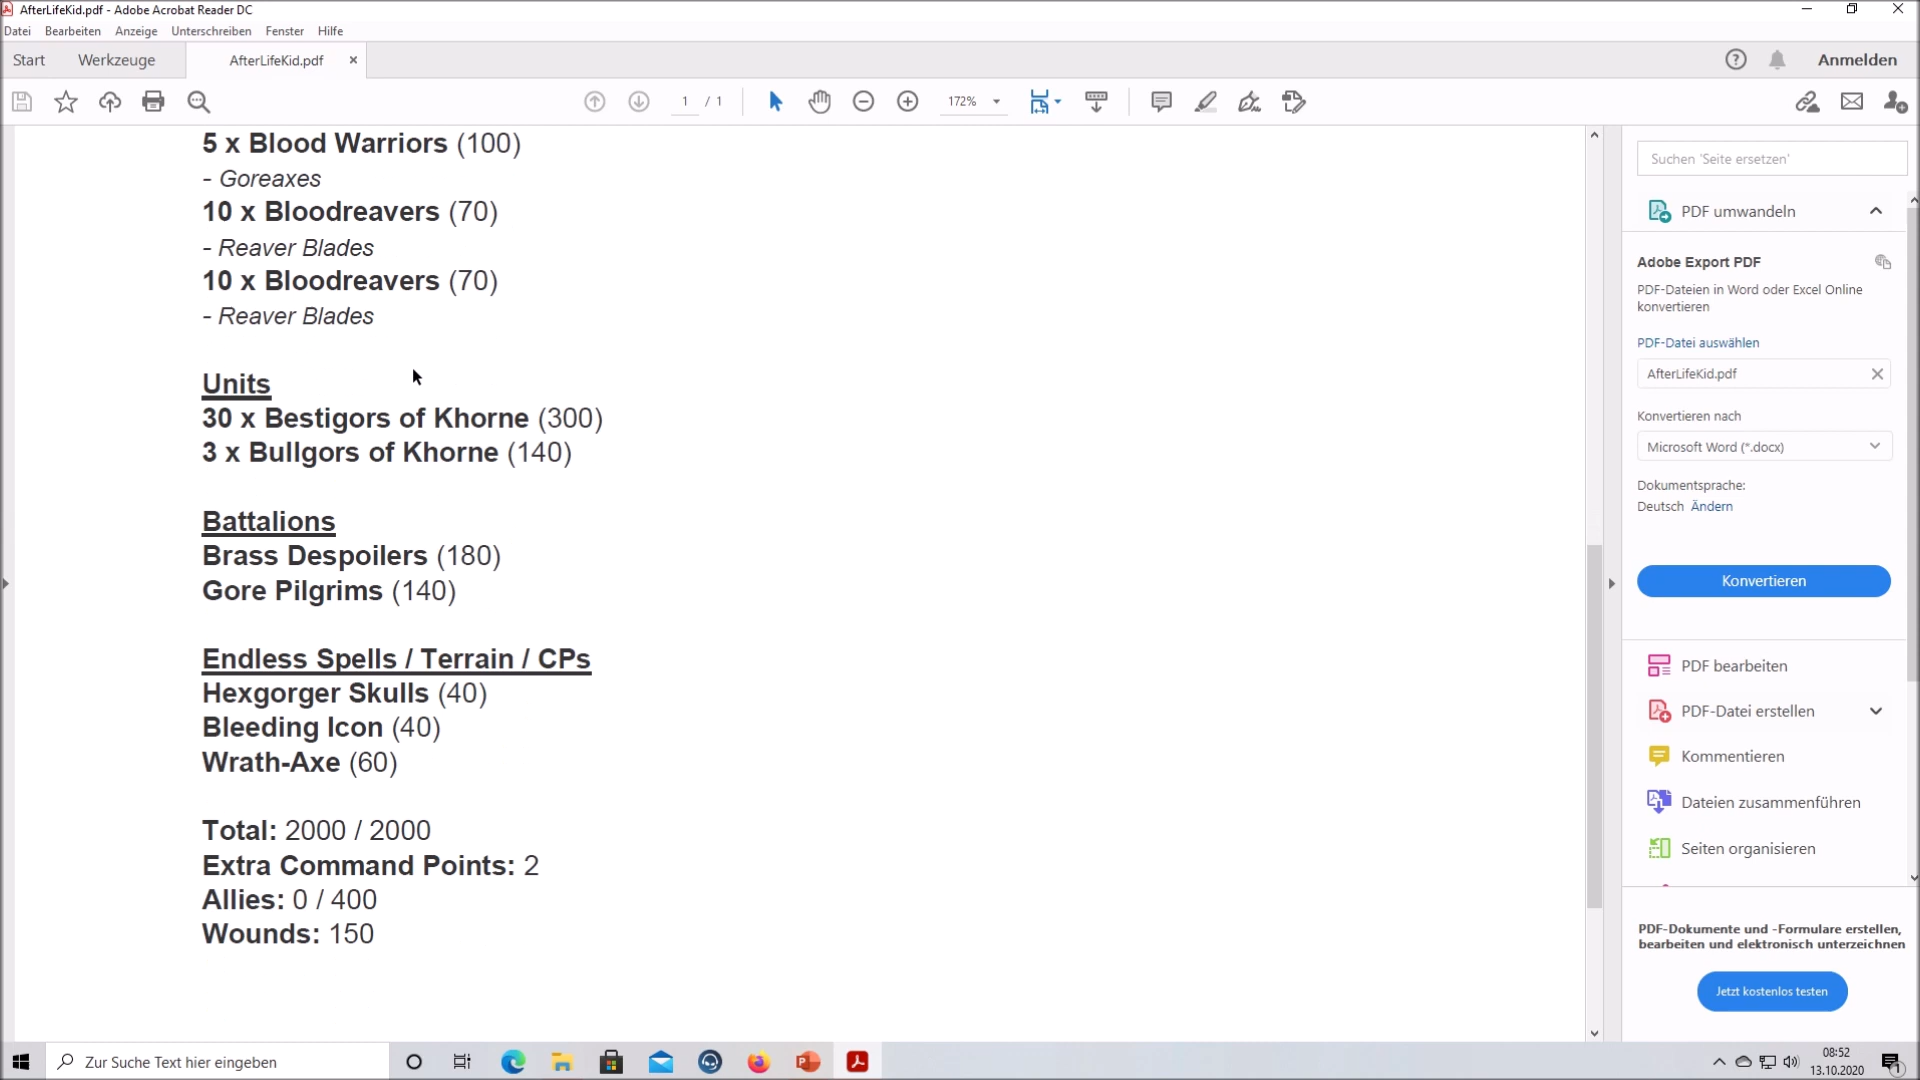 AfterLifeKid.pdf - Adobe Acrobat Reader DC
Datei Bearbeiten Anzeige Unterschreiben Fenster Hilfe
Start Werkzeuge AfterLifeKid.pdf × Anmelden
1 / 1 172%
5 x Blood Warriors (100)
- Goreaxes
10 x Bloodreavers (70)
- Reaver Blades
10 x Bloodreavers (70)
- Reaver Blades
Units
30 x Bestigors of Khorne (300)
3 x Bullgors of Khorne (140)
Battalions
Brass Despoilers (180)
Gore Pilgrims (140)
Endless Spells / Terrain / CPs
Hexgorger Skulls (40)
Bleeding Icon (40)
Wrath-Axe (60)
Total: 2000 / 2000
Extra Command Points: 2
Allies: 0 / 400
Wounds: 150
Suchen 'Seite ersetzen'
PDF umwandeln
Adobe Export PDF
PDF-Dateien in Word oder Excel Online
konvertieren
PDF-Datei auswählen
AfterLifeKid.pdf
Konvertieren nach
Microsoft Word (*.docx)
Dokumentsprache:
Deutsch Ändern
Konvertieren
PDF bearbeiten
PDF-Datei erstellen
Kommentieren
Dateien zusammenführen
Seiten organisieren
PDF-Dokumente und -Formulare erstellen,
bearbeiten und elektronisch unterzeichnen
Jetzt kostenlos testen
Zur Suche Text hier eingeben
08:52
13.10.2020
1